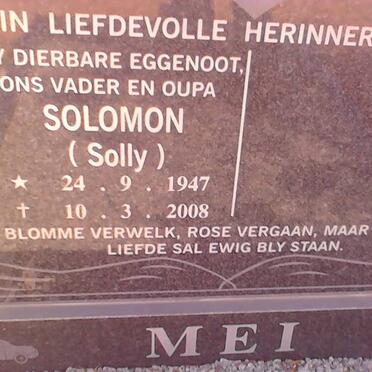 IN LIEFDEVOLLE HERINNER
Y DIERBARE EGGENOOT,
ONS VADER EN OUPA
SOLOMON
( Solly )
★ 24 . 9 . 1947
✝ 10 . 3 . 2008
BLOMME VERWELK, ROSE VERGAAN, MAAR
LIEFDE SAL EWIG BLY STAAN.
MEI